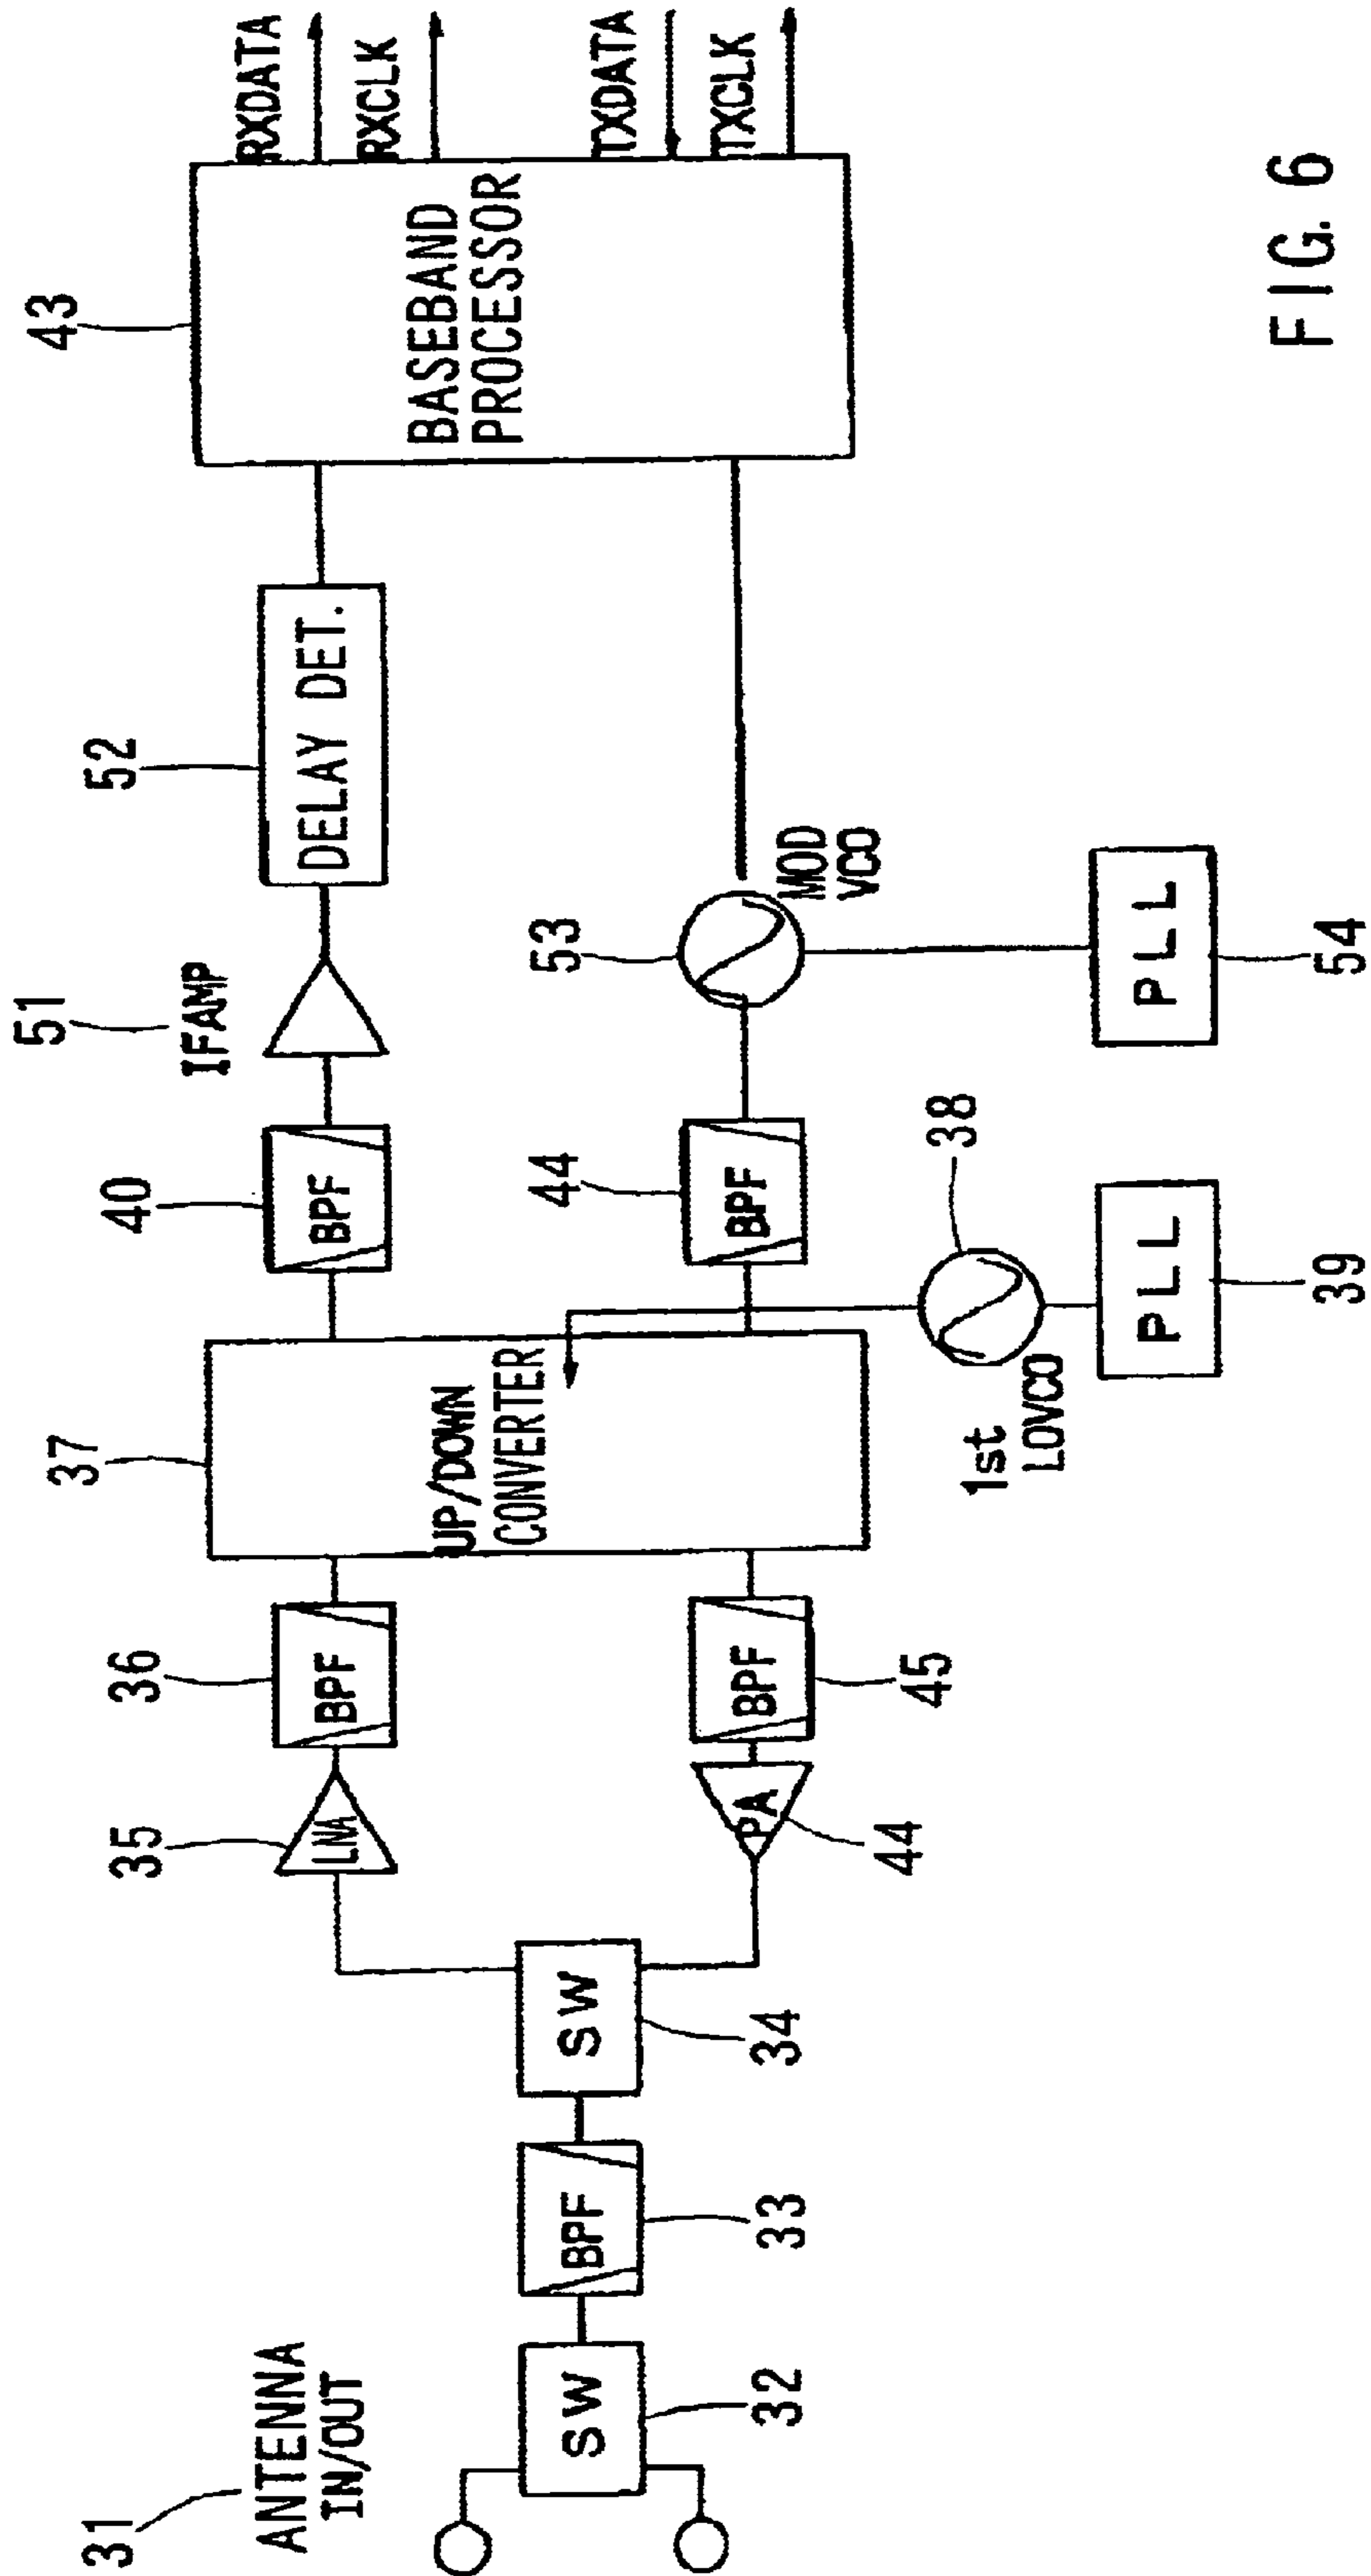 31
ANTENNA
IN/OUT
SW
32
BPF
33
SW
34
35
LNA
36
BPF
PA
44
BPF
45
37
UP/DOWN
CONVERTER
40
BPF
44
BPF
1st
LOVCO
38
PLL
39
51
IFAMP
53
MOD
VCO
PLL
54
52
DELAY DET.
43
BASEBAND
PROCESSOR
RXDATA
RXCLK
TXDATA
TXCLK
FIG. 6